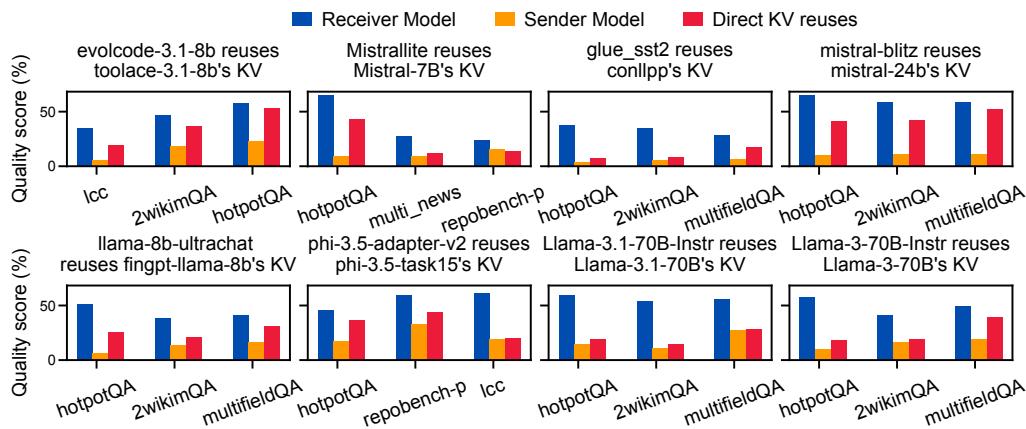 Receiver Model Sender Model Direct KV reuses
evolcode-3.1-8b reuses
toolace-3.1-8b's KV
Mistrallite reuses
Mistral-7B's KV
glue_sst2 reuses
conllpp's KV
mistral-blitz reuses
mistral-24b's KV
Quality score (%)
50
0
lcc 2wikimQA hotpotQA
hotpotQA multi_news repobench-p
hotpotQA 2wikimQA multifieldQA
hotpotQA 2wikimQA multifieldQA
llama-8b-ultrachat
reuses fingpt-llama-8b's KV
phi-3.5-adapter-v2 reuses
phi-3.5-task15's KV
Llama-3.1-70B-Instr reuses
Llama-3.1-70B's KV
Llama-3-70B-Instr reuses
Llama-3-70B's KV
Quality score (%)
50
0
hotpotQA 2wikimQA multifieldQA
hotpotQA repobench-p lcc
hotpotQA 2wikimQA multifieldQA
hotpotQA 2wikimQA multifieldQA